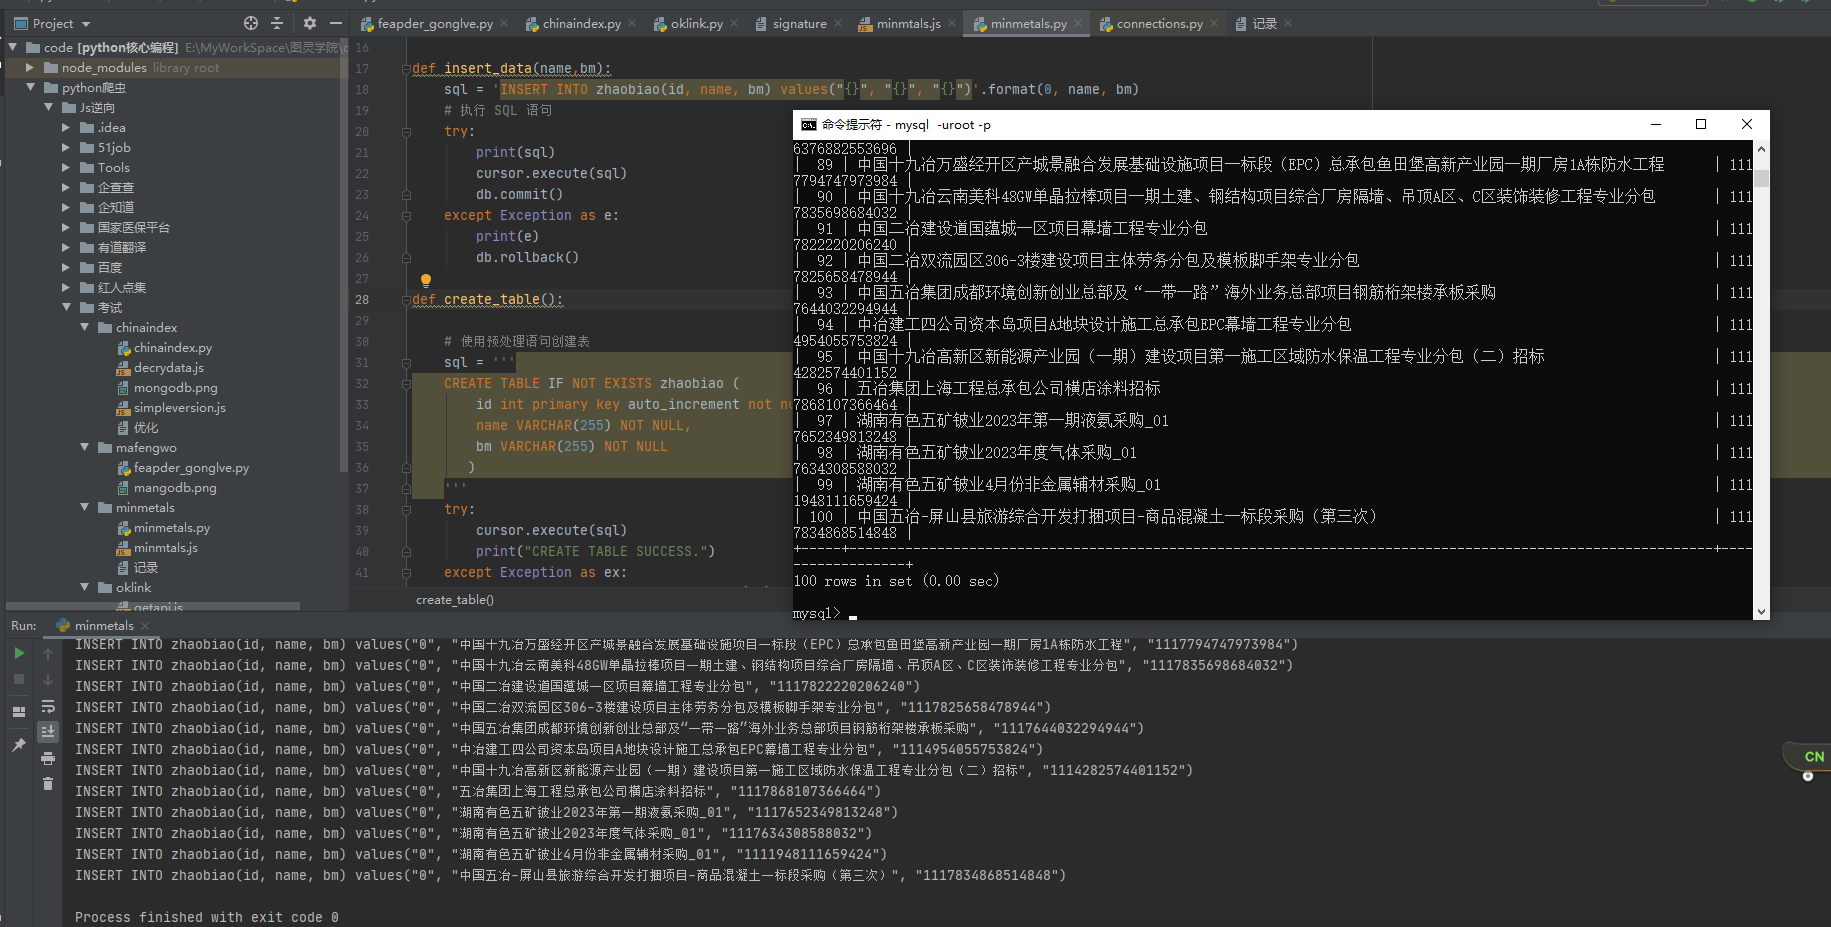 Project
feapder_gonglve.py
chinaindex.py
oklink.py
signature
minmtals.js
minmetals.py
connections.py
记录
code [python核心编程] E:\MyWorkSpace\图灵学院\c
node_modules library root
python爬虫
Js逆向
.idea
51job
Tools
企查查
企知道
国家医保平台
有道翻译
百度
红人点集
考试
chinaindex
chinaindex.py
decrydata.js
mongodb.png
simpleversion.js
优化
mafengwo
feapder_gonglve.py
mangodb.png
minmetals
minmetals.py
minmtals.js
记录
oklink
getapi.js
16
17 def insert_data(name,bm):
18 sql = 'INSERT INTO zhaobiao(id, name, bm) values("{}", "{}", "{}")'.format(0, name, bm)
19 # 执行 SQL 语句
20 try:
21 print(sql)
22 cursor.execute(sql)
23 db.commit()
24 except Exception as e:
25 print(e)
26 db.rollback()
27
28 def create_table():
29
30 # 使用预处理语句创建表
31 sql = '''
32 CREATE TABLE IF NOT EXISTS zhaobiao (
33 id int primary key auto_increment not nu
34 name VARCHAR(255) NOT NULL,
35 bm VARCHAR(255) NOT NULL
36 )
37 '''
38 try:
39 cursor.execute(sql)
40 print("CREATE TABLE SUCCESS.")
41 except Exception as ex:
create_table()
命令提示符 - mysql -uroot -p
6376882553696 |
| 89 | 中国十九冶万盛经开区产城景融合发展基础设施项目一标段（EPC）总承包鱼田堡高新产业园一期厂房1A栋防水工程 | 111
7794747973984 |
| 90 | 中国十九冶云南美科48GW单晶拉棒项目一期土建、钢结构项目综合厂房隔墙、吊顶A区、C区装饰装修工程专业分包 | 111
7835698684032 |
| 91 | 中国二冶建设道国蕴城一区项目幕墙工程专业分包 | 111
7822220206240 |
| 92 | 中国二冶双流园区306-3楼建设项目主体劳务分包及模板脚手架专业分包 | 111
7825658478944 |
| 93 | 中国五冶集团成都环境创新创业总部及“一带一路”海外业务总部项目钢筋桁架楼承板采购 | 111
7644032294944 |
| 94 | 中冶建工四公司资本岛项目A地块设计施工总承包EPC幕墙工程专业分包 | 111
4954055753824 |
| 95 | 中国十九冶高新区新能源产业园（一期）建设项目第一施工区域防水保温工程专业分包（二）招标 | 111
4282574401152 |
| 96 | 五冶集团上海工程总承包公司横店涂料招标 | 111
7868107366464 |
| 97 | 湖南有色五矿铍业2023年第一期液氨采购_01 | 111
7652349813248 |
| 98 | 湖南有色五矿铍业2023年度气体采购_01 | 111
7634308588032 |
| 99 | 湖南有色五矿铍业4月份非金属辅材采购_01 | 111
1948111659424 |
| 100 | 中国五冶-屏山县旅游综合开发打捆项目-商品混凝土一标段采购（第三次） | 111
7834868514848 |
100 rows in set (0.00 sec)
mysql>
Run: minmetals
INSERT INTO zhaobiao(id, name, bm) values("0", "中国十九冶万盛经开区产城景融合发展基础设施项目一标段（EPC）总承包鱼田堡高新产业园一期厂房1A栋防水工程", "1117794747973984")
INSERT INTO zhaobiao(id, name, bm) values("0", "中国十九冶云南美科48GW单晶拉棒项目一期土建、钢结构项目综合厂房隔墙、吊顶A区、C区装饰装修工程专业分包", "1117835698684032")
INSERT INTO zhaobiao(id, name, bm) values("0", "中国二冶建设道国蕴城一区项目幕墙工程专业分包", "1117822220206240")
INSERT INTO zhaobiao(id, name, bm) values("0", "中国二冶双流园区306-3楼建设项目主体劳务分包及模板脚手架专业分包", "1117825658478944")
INSERT INTO zhaobiao(id, name, bm) values("0", "中国五冶集团成都环境创新创业总部及“一带一路”海外业务总部项目钢筋桁架楼承板采购", "1117644032294944")
INSERT INTO zhaobiao(id, name, bm) values("0", "中冶建工四公司资本岛项目A地块设计施工总承包EPC幕墙工程专业分包", "1114954055753824")
INSERT INTO zhaobiao(id, name, bm) values("0", "中国十九冶高新区新能源产业园（一期）建设项目第一施工区域防水保温工程专业分包（二）招标", "1114282574401152")
INSERT INTO zhaobiao(id, name, bm) values("0", "五冶集团上海工程总承包公司横店涂料招标", "1117868107366464")
INSERT INTO zhaobiao(id, name, bm) values("0", "湖南有色五矿铍业2023年第一期液氨采购_01", "1117652349813248")
INSERT INTO zhaobiao(id, name, bm) values("0", "湖南有色五矿铍业2023年度气体采购_01", "1117634308588032")
INSERT INTO zhaobiao(id, name, bm) values("0", "湖南有色五矿铍业4月份非金属辅材采购_01", "1111948111659424")
INSERT INTO zhaobiao(id, name, bm) values("0", "中国五冶-屏山县旅游综合开发打捆项目-商品混凝土一标段采购（第三次）", "1117834868514848")
Process finished with exit code 0
CN